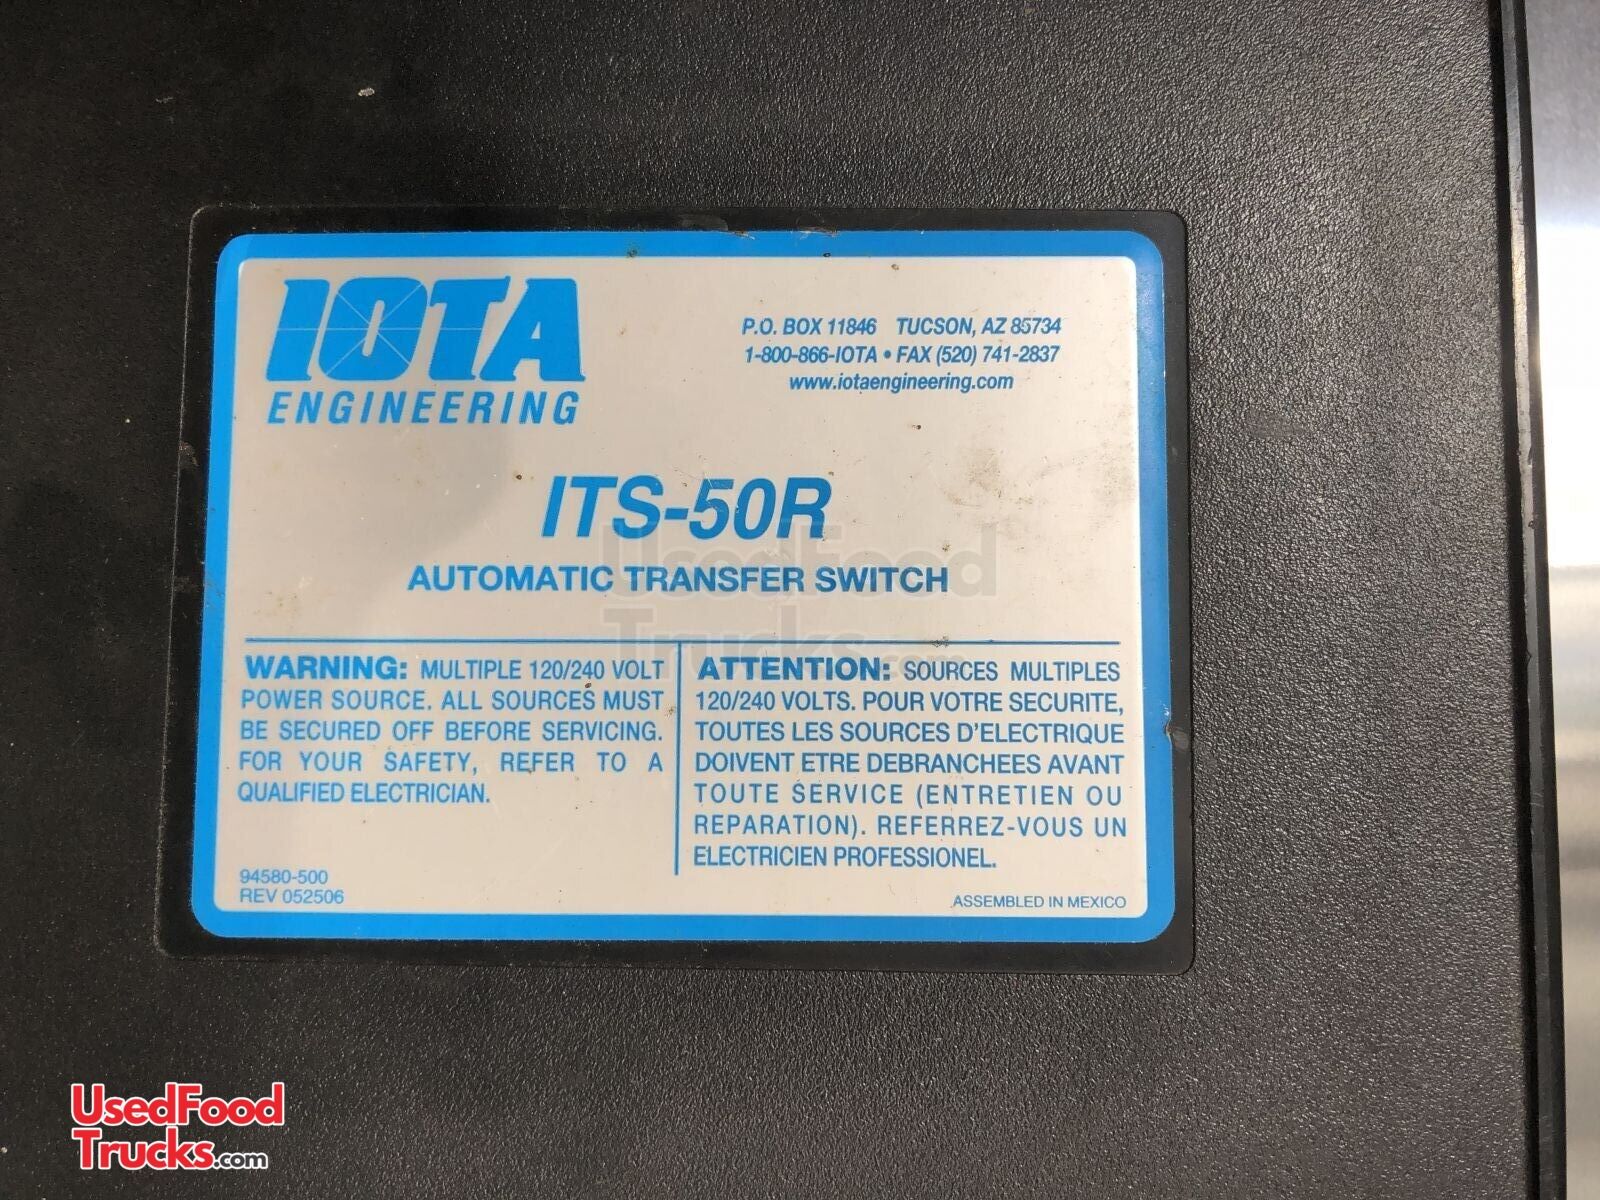 IOTA
ENGINEERING
P.O. BOX 11846 TUCSON, AZ 85734
1-800-866-IOTA • FAX (520) 741-2837
www.iotaengineering.com
ITS-50R
AUTOMATIC TRANSFER SWITCH
WARNING: MULTIPLE 120/240 VOLT
POWER SOURCE. ALL SOURCES MUST
BE SECURED OFF BEFORE SERVICING.
FOR YOUR SAFETY, REFER TO A
QUALIFIED ELECTRICIAN.
94580-500
REV 052506
ATTENTION: SOURCES MULTIPLES
120/240 VOLTS. POUR VOTRE SECURITE,
TOUTES LES SOURCES D'ELECTRIQUE
DOIVENT ETRE DEBRANCHEES AVANT
TOUTE SERVICE (ENTRETIEN OU
REPARATION). REFERREZ-VOUS UN
ELECTRICIEN PROFESSIONEL.
ASSEMBLED IN MEXICO
UsedFood
Trucks.com
UsedFood
Trucks.com